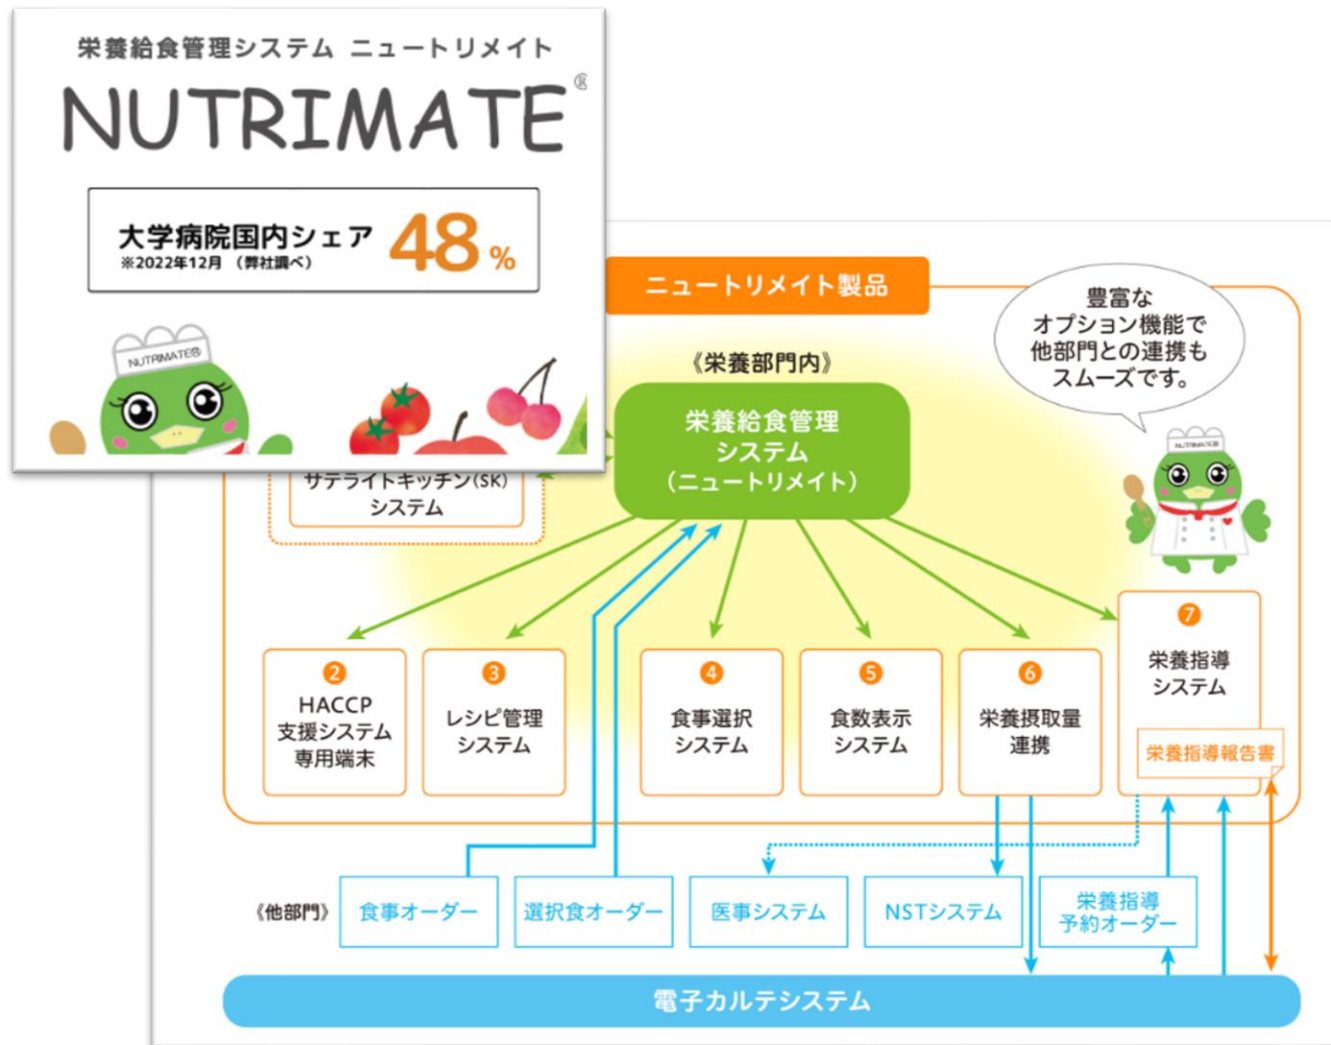 栄養給食管理システム ニュートリメイト
NUTRIMATE®
大学病院国内シェア 48%
※2022年12月 (弊社調べ)
NUTRIMATE®
ニュートリメイト製品
豊富な
オプション機能で
他部門との連携も
スムーズです。
《栄養部門内》
栄養給食管理
システム
(ニュートリメイト)
サテライトキッチン(SK)
システム
NUTRIMATE®
2
HACCP
支援システム
専用端末
3
レシピ管理
システム
4
食事選択
システム
5
食数表示
システム
6
栄養摂取量
連携
7
栄養指導
システム
栄養指導報告書
《他部門》
食事オーダー
選択食オーダー
医事システム
NSTシステム
栄養指導
予約オーダー
電子カルテシステム